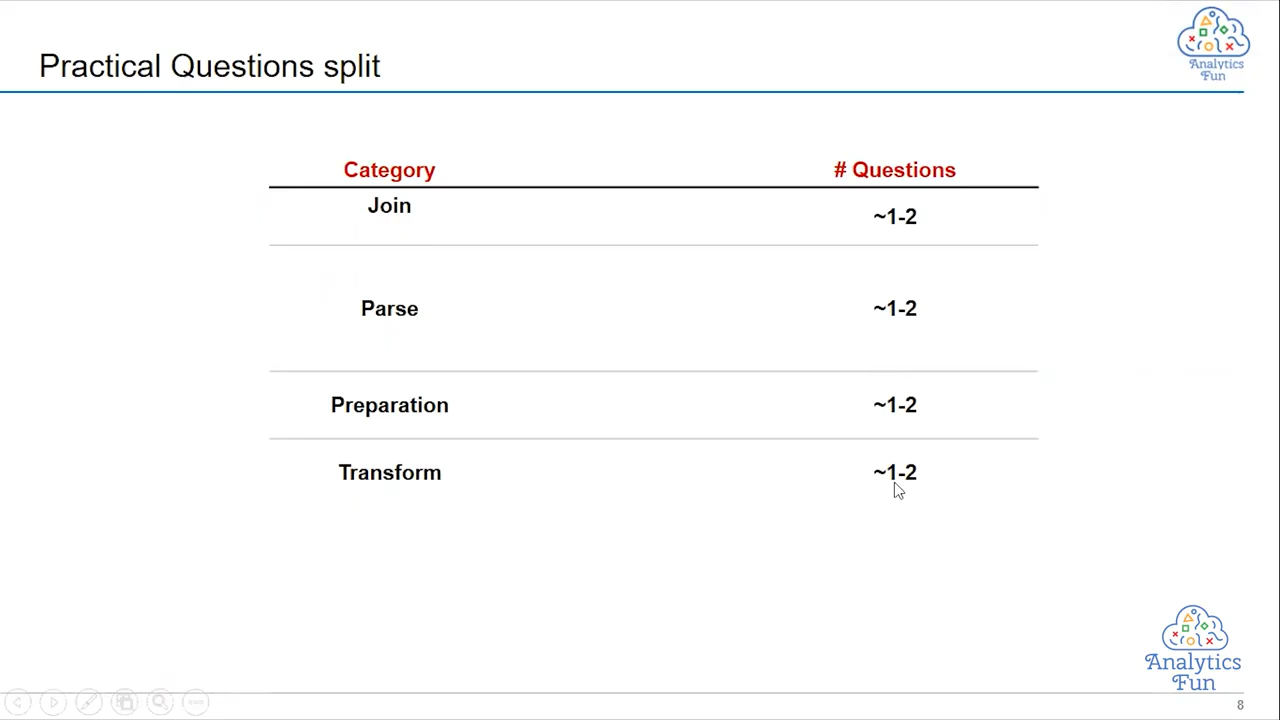 Practical Questions split
Analytics
Fun
Category # Questions
Join ~1-2
Parse ~1-2
Preparation ~1-2
Transform ~1-2
Analytics
Fun
8